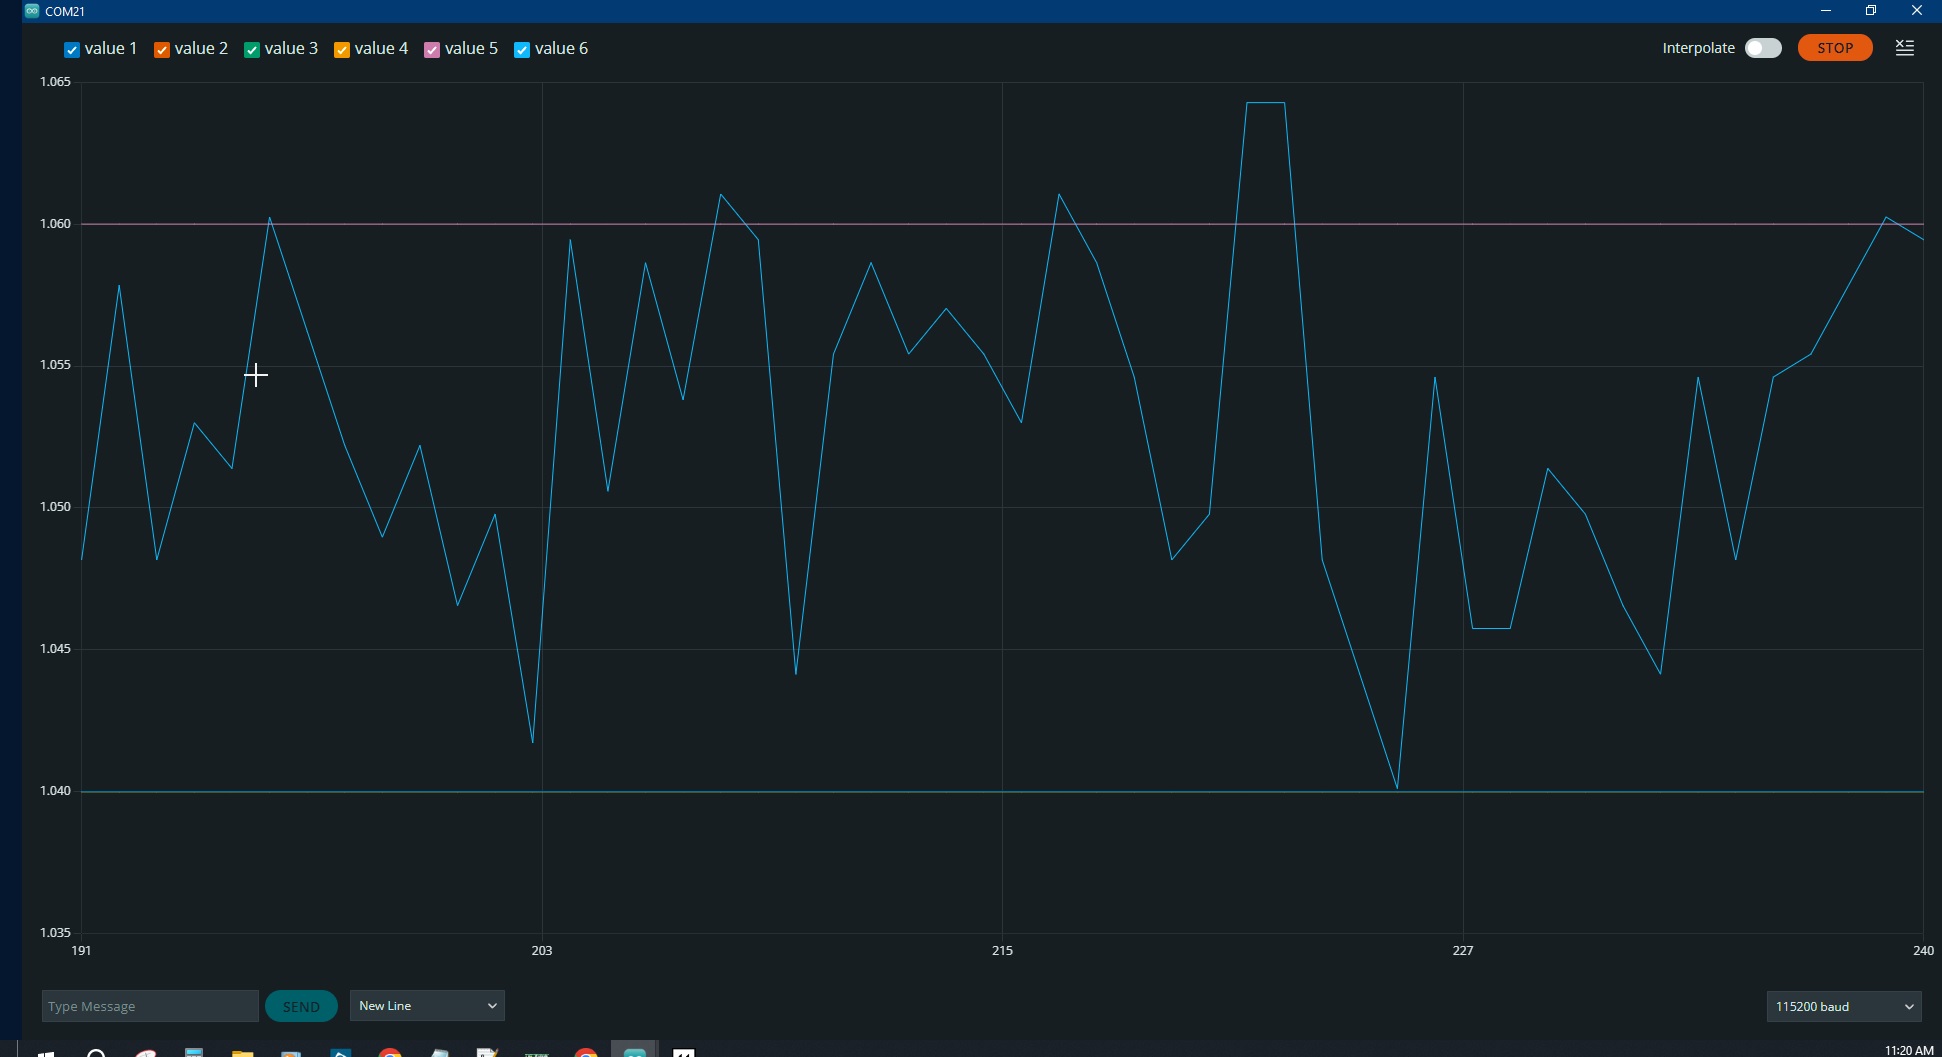 COM21
value 1 value 2 value 3 value 4 value 5 value 6
Interpolate STOP
1.065
1.060
1.055
1.050
1.045
1.040
1.035
191 203 215 227 240
Type Message SEND New Line 115200 baud
11:20 AM